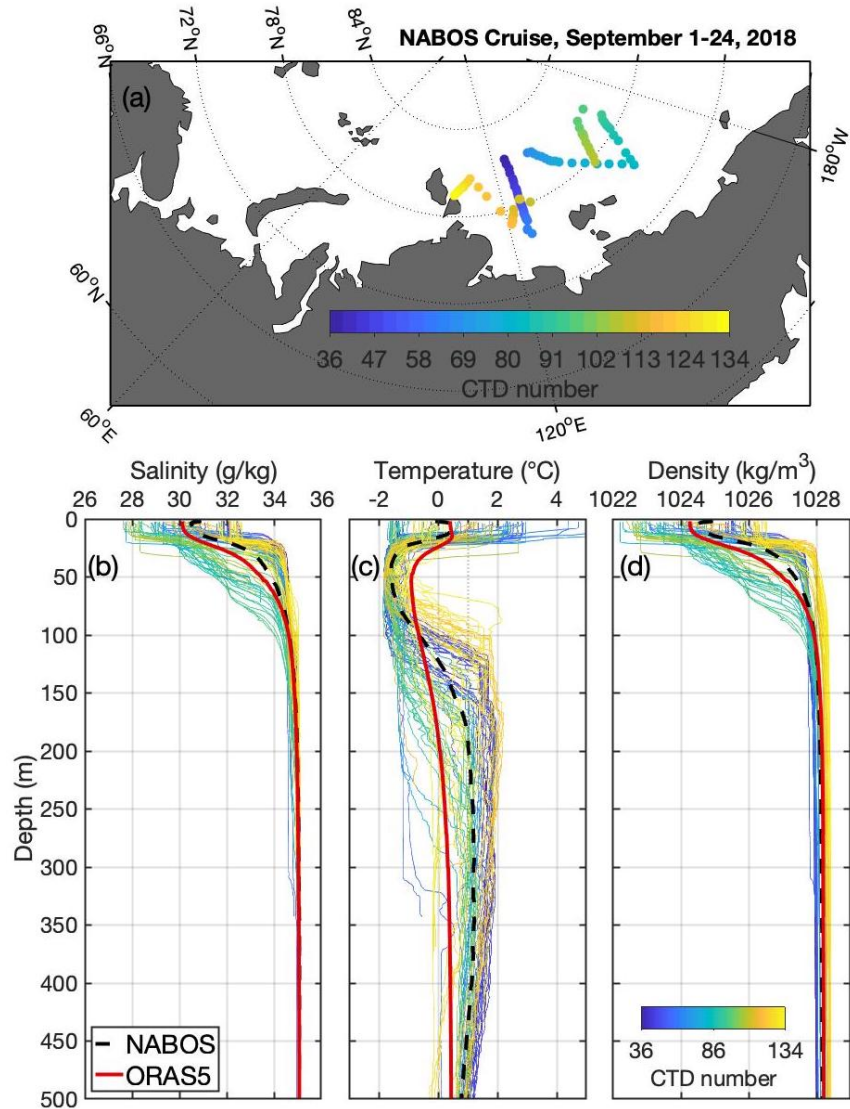 NABOS Cruise, September 1-24, 2018
66°N
72°N
78°N
84°N
(a)
180°W
60°N
36 47 58 69 80 91 102 113 124 134
CTD number
60°E
120°E
Salinity (g/kg)
26 28 30 32 34 36
Temperature (°C)
-2 0 2 4
Density (kg/m³)
1022 1024 1026 1028
Depth (m)
0
50
100
150
200
250
300
350
400
450
500
(b)
(c)
(d)
NABOS
ORAS5
36 86 134
CTD number